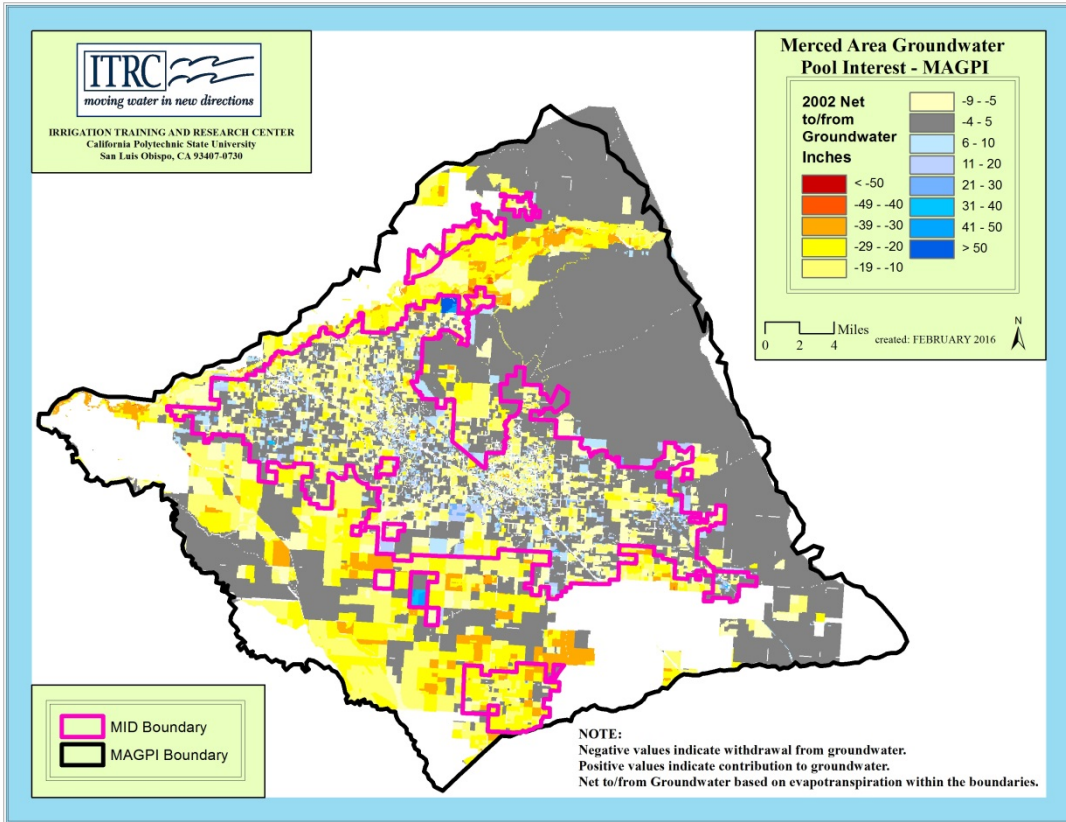 ITRC
moving water in new directions
IRRIGATION TRAINING AND RESEARCH CENTER
California Polytechnic State University
San Luis Obispo, CA 93407-0730
Merced Area Groundwater
Pool Interest - MAGPI
2002 Net
to/from
Groundwater
Inches
< -50
-49 - -40
-39 - -30
-29 - -20
-19 - -10
-9 - -5
-4 - 5
6 - 10
11 - 20
21 - 30
31 - 40
41 - 50
> 50
0 2 4 Miles
created: FEBRUARY 2016
N
MID Boundary
MAGPI Boundary
NOTE:
Negative values indicate withdrawal from groundwater.
Positive values indicate contribution to groundwater.
Net to/from Groundwater based on evapotranspiration within the boundaries.